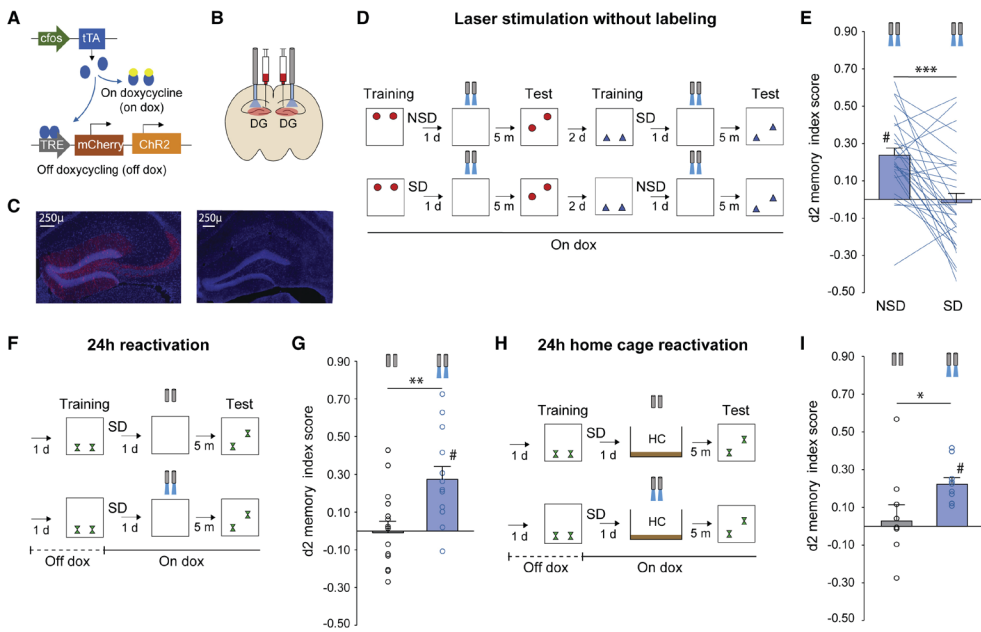 A
cfos
tTA
On doxycycline
(on dox)
TRE
mCherry
ChR2
Off doxycycling (off dox)
B
DG
DG
C
250µ
250µ
D
Laser stimulation without labeling
Training
Test
Training
Test
NSD
1 d
5 m
2 d
SD
1 d
5 m
SD
1 d
5 m
2 d
NSD
1 d
5 m
On dox
E
d2 memory index score
0.90
0.70
0.50
0.30
0.10
-0.10
-0.30
-0.50
***
#
NSD
SD
F
24h reactivation
Training
Test
1 d
SD
1 d
5 m
1 d
SD
1 d
5 m
Off dox
On dox
G
d2 memory index score
0.90
0.70
0.50
0.30
0.10
-0.10
-0.30
-0.50
**
#
H
24h home cage reactivation
Training
Test
1 d
SD
1 d
HC
5 m
1 d
SD
1 d
HC
5 m
Off dox
On dox
I
d2 memory index score
0.90
0.70
0.50
0.30
0.10
-0.10
-0.30
-0.50
*
#